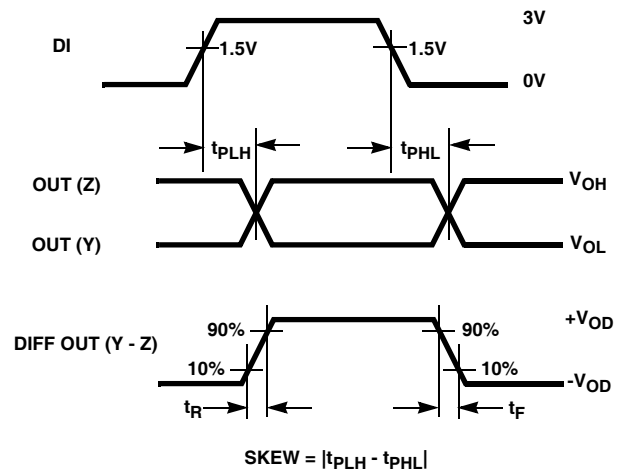 3V
DI
1.5V
1.5V
0V
tPLH
tPHL
OUT (Z)
VOH
OUT (Y)
VOL
+VOD
90%
90%
DIFF OUT (Y - Z)
10%
10%
-VOD
tR
tF
SKEW = |tPLH - tPHL|